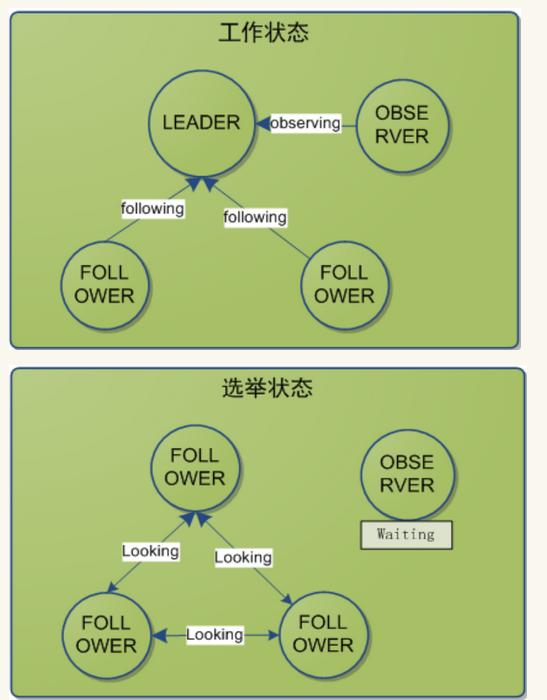 工作状态
LEADER
OBSE
RVER
observing
following
following
FOLL
OWER
FOLL
OWER
选举状态
FOLL
OWER
OBSE
RVER
Waiting
Looking
Looking
FOLL
OWER
Looking
FOLL
OWER